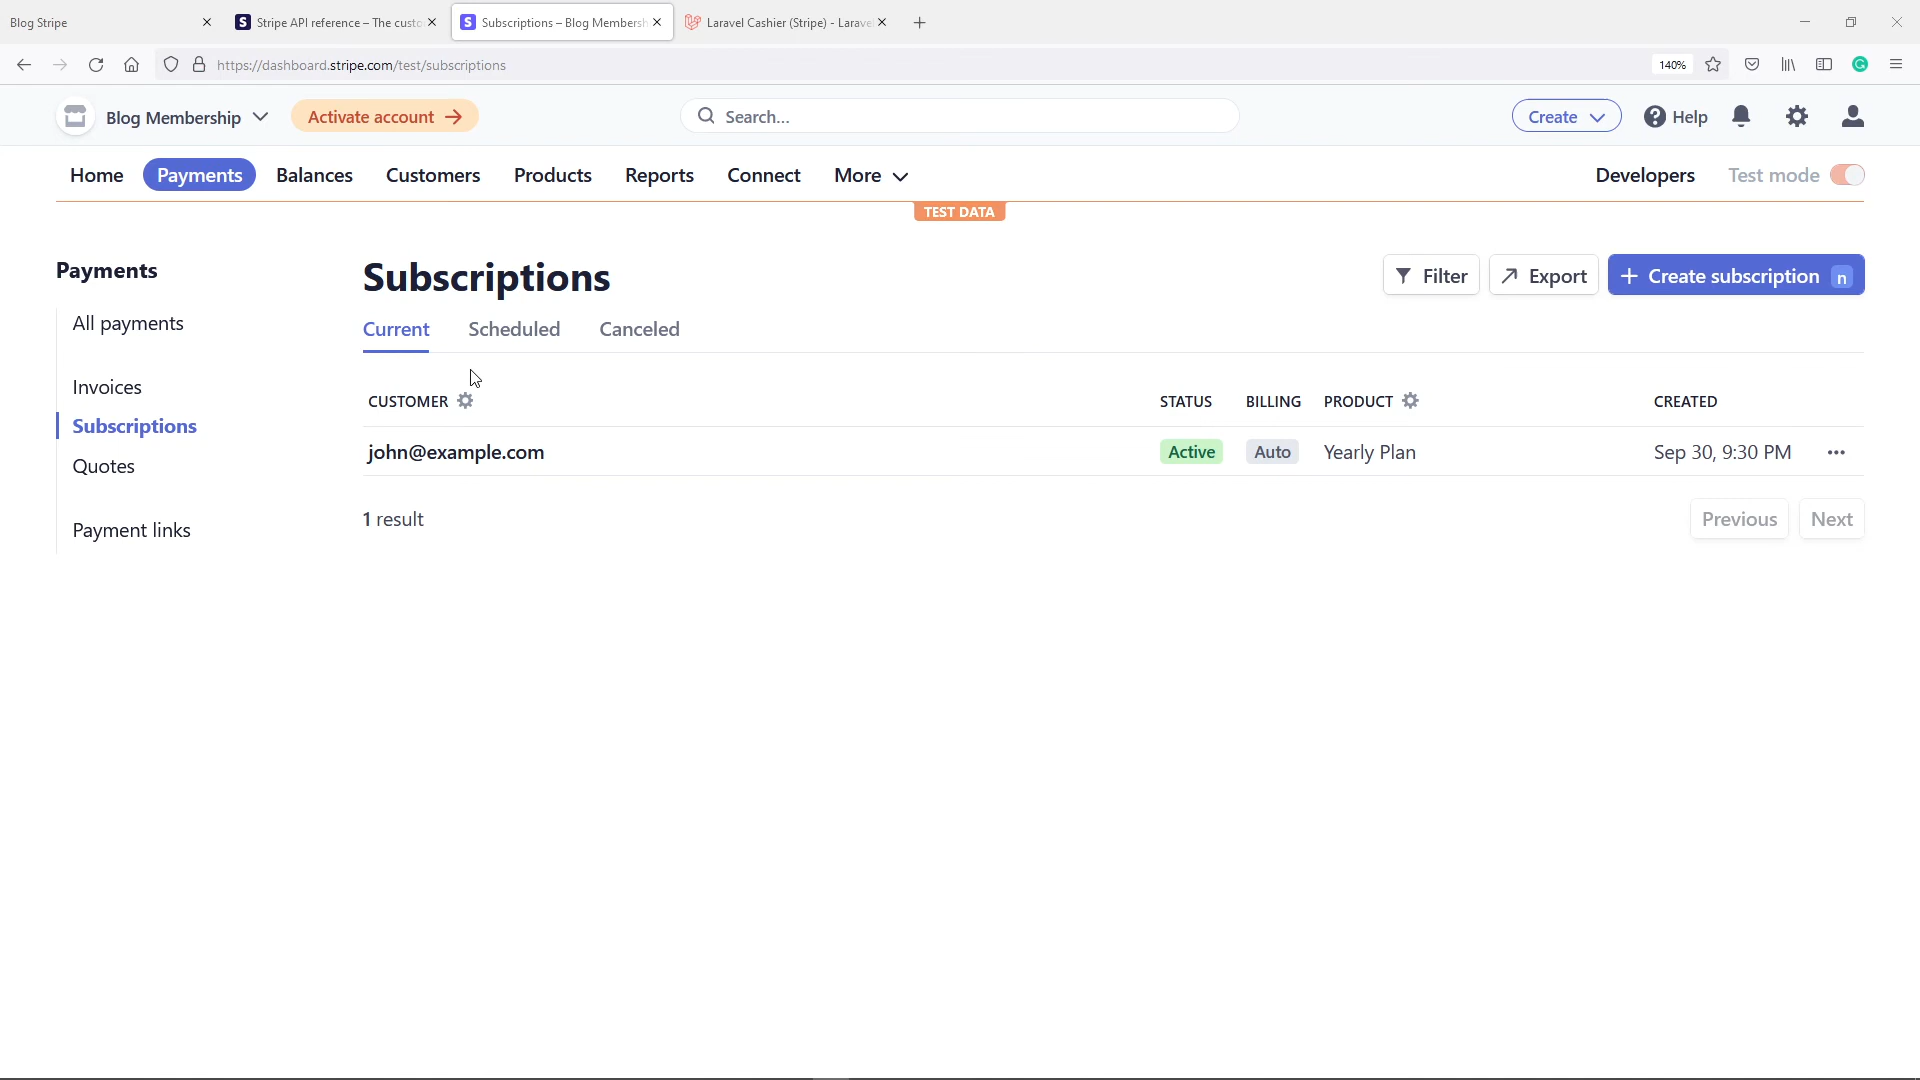 Blog Stripe
Stripe API reference – The custo
Subscriptions – Blog Membersh
Laravel Cashier (Stripe) - Larave
https://dashboard.stripe.com/test/subscriptions
140%
Blog Membership
Activate account →
Search...
Create
Help
Home
Payments
Balances
Customers
Products
Reports
Connect
More
Developers
Test mode
TEST DATA
Payments
All payments
Invoices
Subscriptions
Quotes
Payment links
Subscriptions
Filter
Export
+ Create subscription n
Current
Scheduled
Canceled
CUSTOMER
STATUS
BILLING
PRODUCT
CREATED
john@example.com
Active
Auto
Yearly Plan
Sep 30, 9:30 PM
1 result
Previous
Next